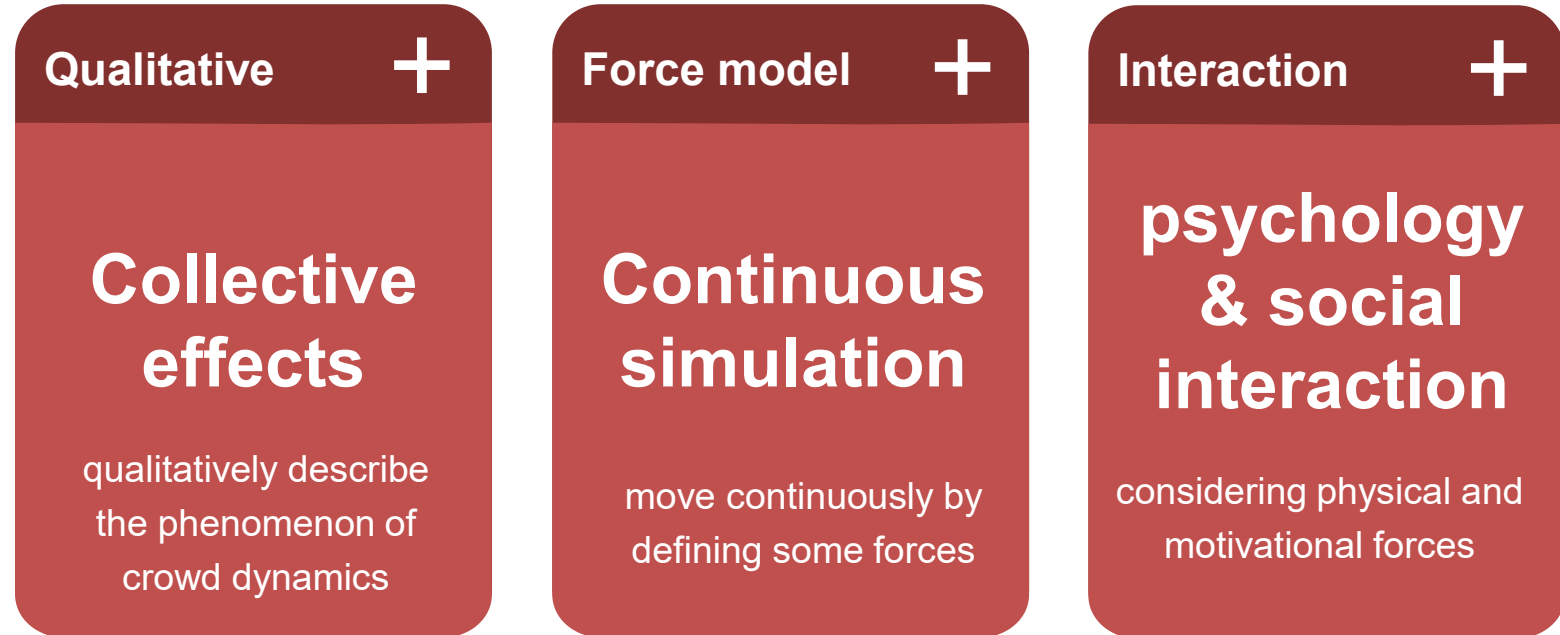 Qualitative +
Collective
effects
qualitatively describe
the phenomenon of
crowd dynamics
Force model +
Continuous
simulation
move continuously by
defining some forces
Interaction +
psychology
& social
interaction
considering physical and
motivational forces